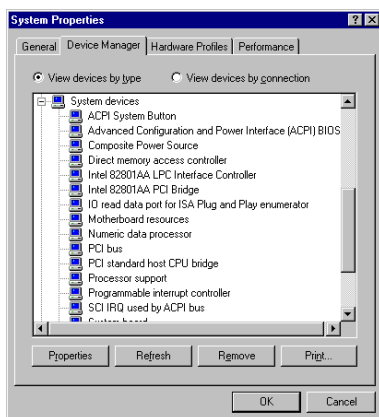 System Properties
General Device Manager Hardware Profiles Performance
View devices by type View devices by connection
System devices
ACPI System Button
Advanced Configuration and Power Interface (ACPI) BIOS
Composite Power Source
Direct memory access controller
Intel 82801AA LPC Interface Controller
Intel 82801AA PCI Bridge
IO read data port for ISA Plug and Play enumerator
Motherboard resources
Numeric data processor
PCI bus
PCI standard host CPU bridge
Processor support
Programmable interrupt controller
SCI IRQ used by ACPI bus
System board
Properties Refresh Remove Print...
OK Cancel